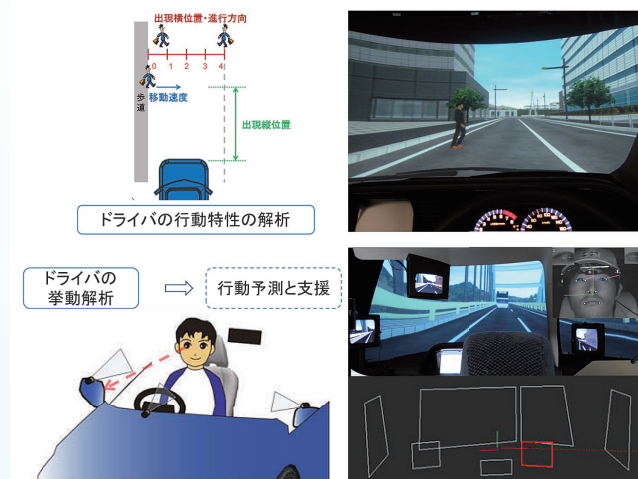 出現横位置・進行方向
0 1 2 3 4
歩道
移動速度
出現縦位置
ドライバの行動特性の解析
ドライバの
挙動解析
行動予測と支援